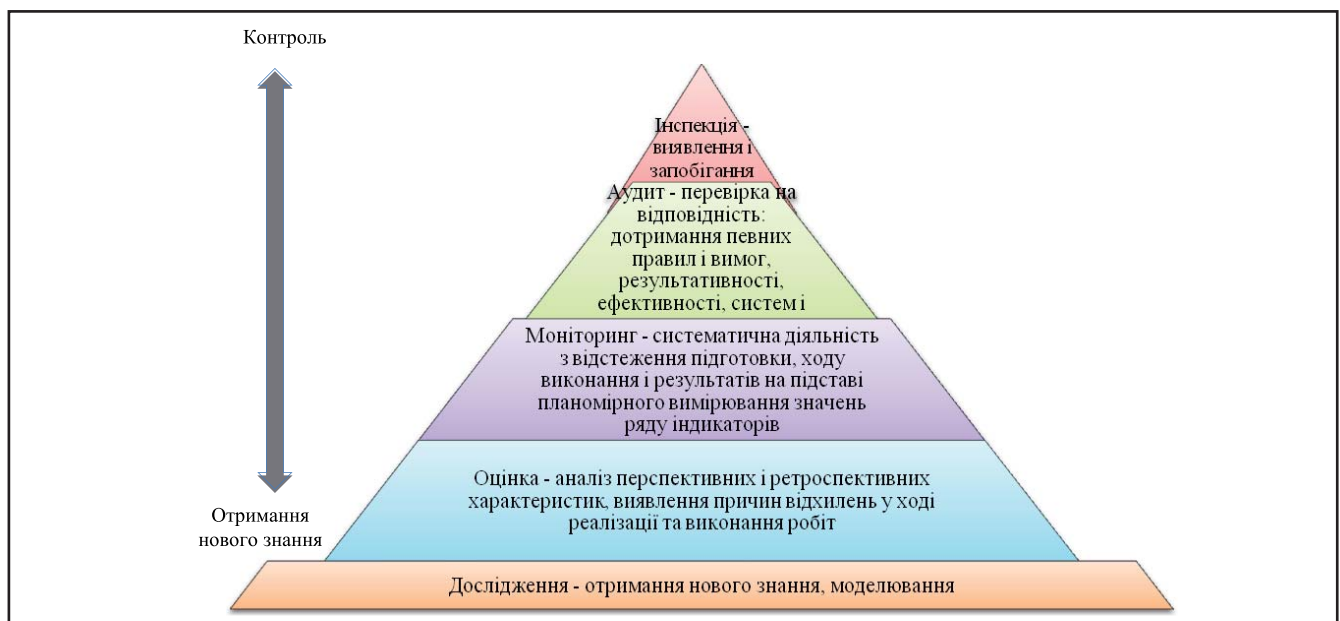 Контроль
Інспекція -
виявлення і
запобігання
Аудит - перевірка на
відповідність:
дотримання певних
правил і вимог,
результативності,
ефективності, систем і
Моніторинг - систематична діяльність
з відстеження підготовки, ходу
виконання і результатів на підставі
планомірного вимірювання значень
ряду індикаторів
Оцінка - аналіз перспективних і ретроспективних
характеристик, виявлення причин відхилень у ході
реалізації та виконання робіт
Отримання
нового знання
Дослідження - отримання нового знання, моделювання